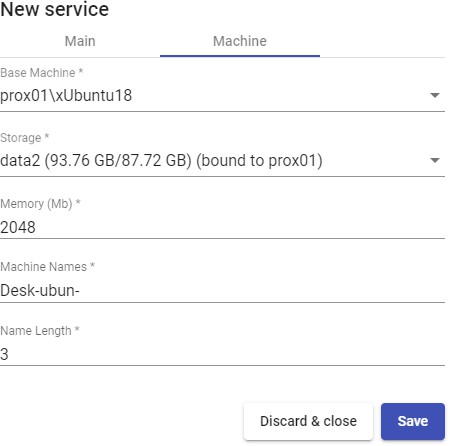 New service
Main Machine
Base Machine *
prox01\xUbuntu18
Storage *
data2 (93.76 GB/87.72 GB) (bound to prox01)
Memory (Mb) *
2048
Machine Names *
Desk-ubun-
Name Length *
3
Discard & close Save